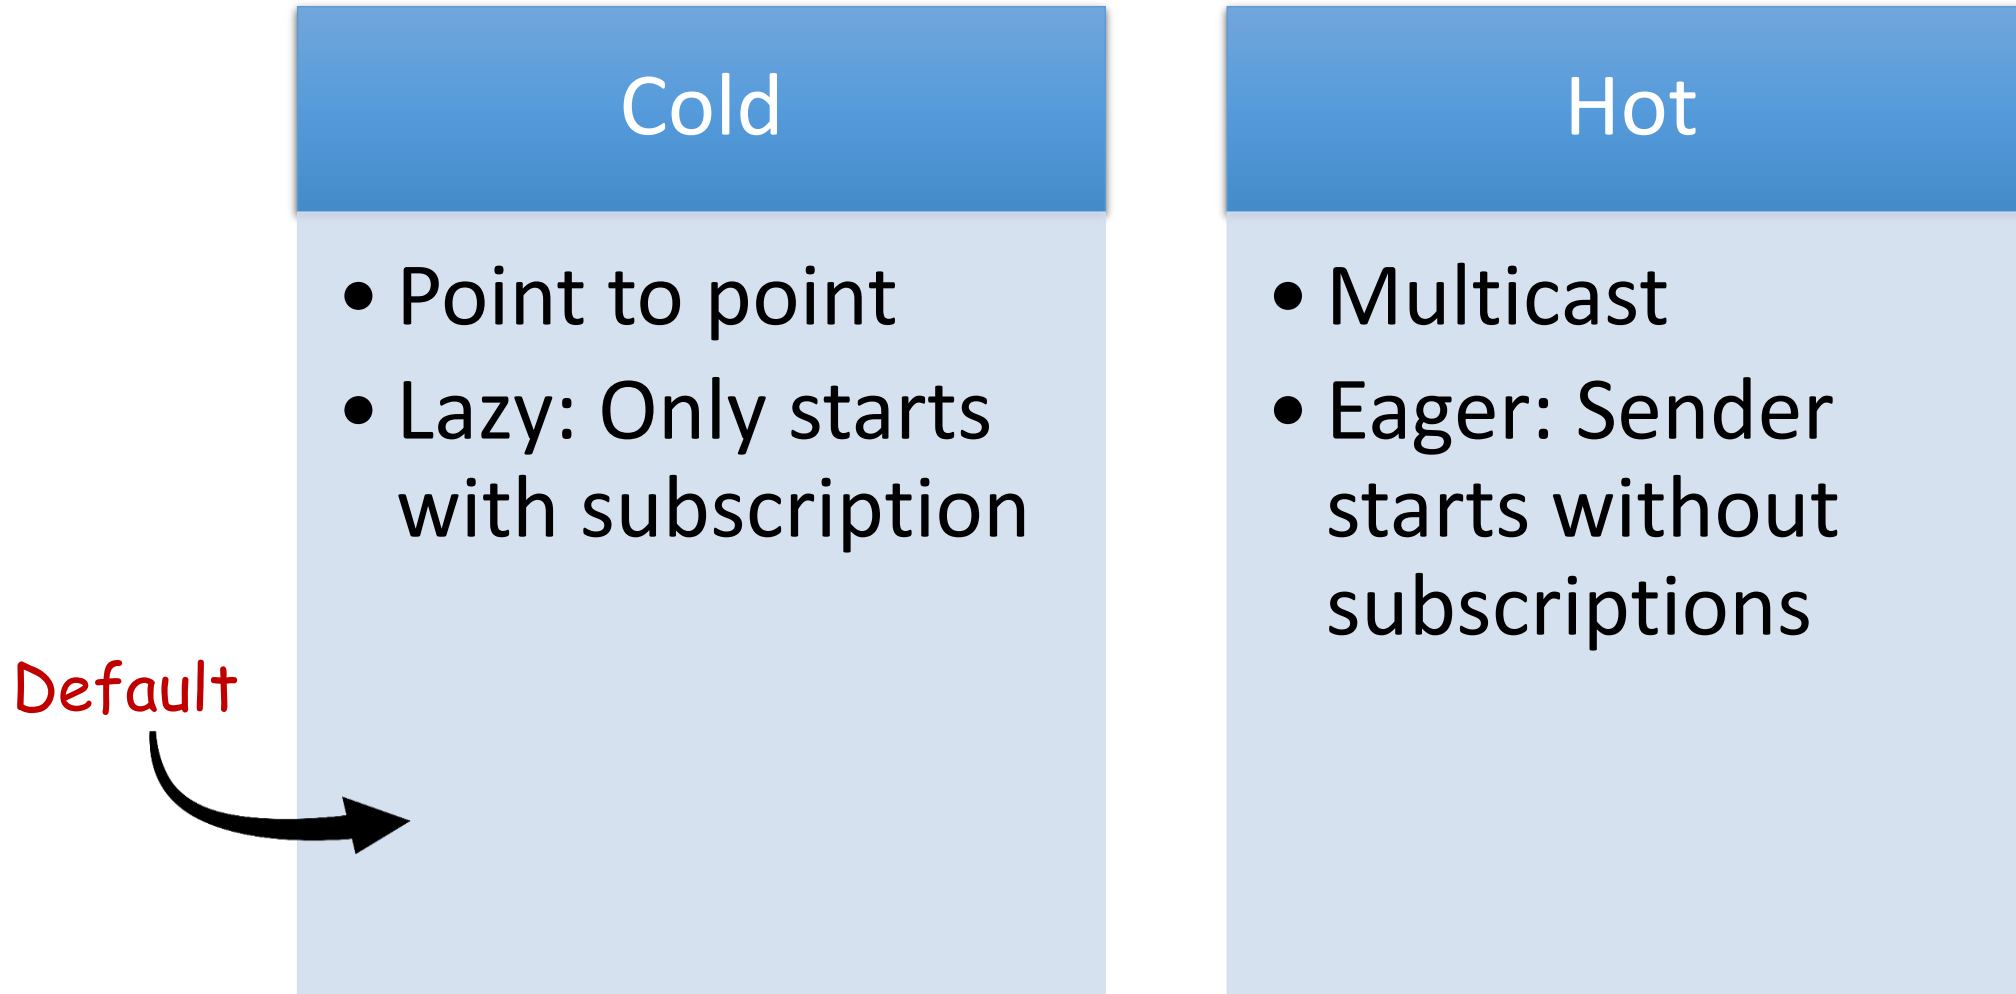 Cold
• Point to point
• Lazy: Only starts
with subscription
Default
Hot
• Multicast
• Eager: Sender
starts without
subscriptions